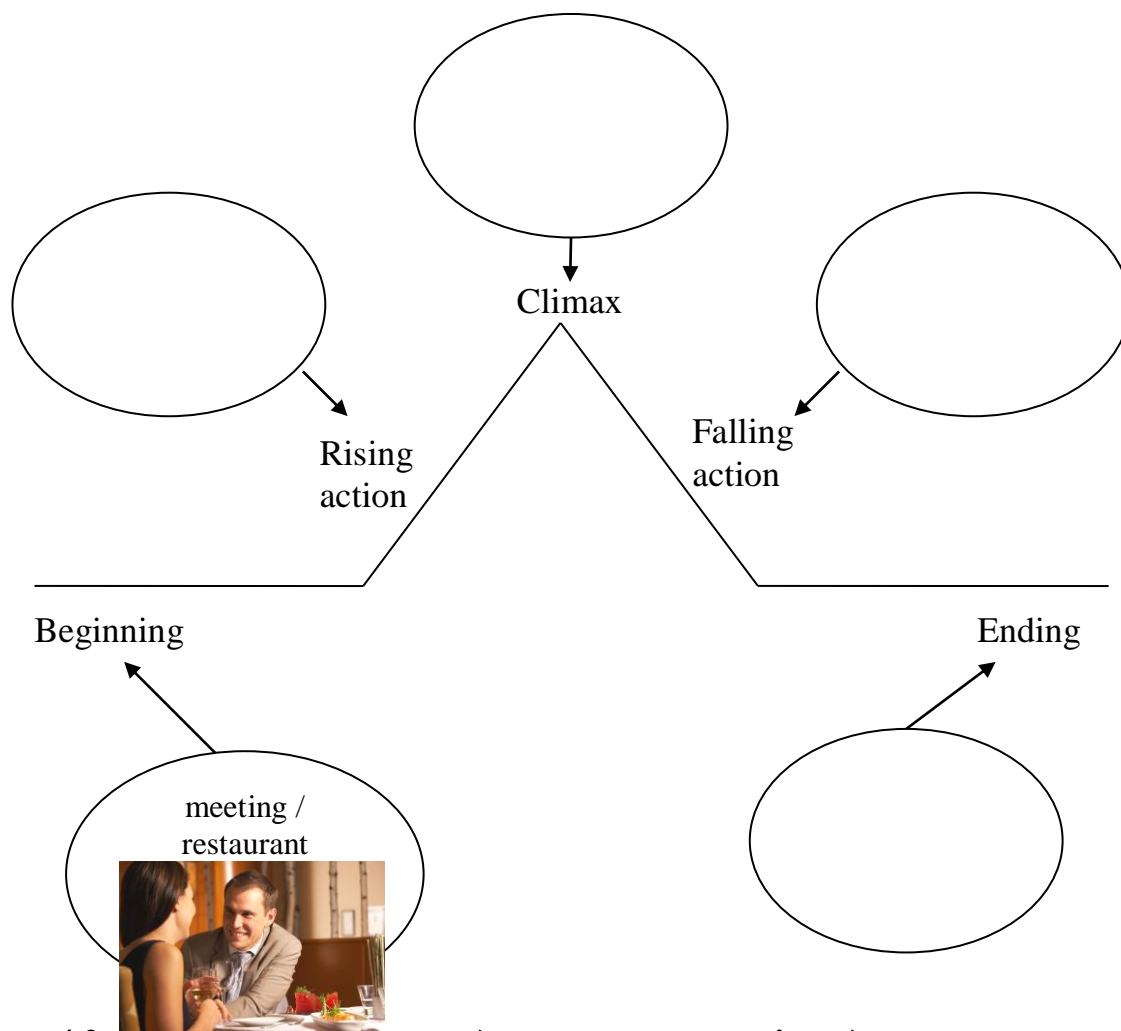 Climax
Rising
action
Falling
action
Beginning
Ending
meeting /
restaurant